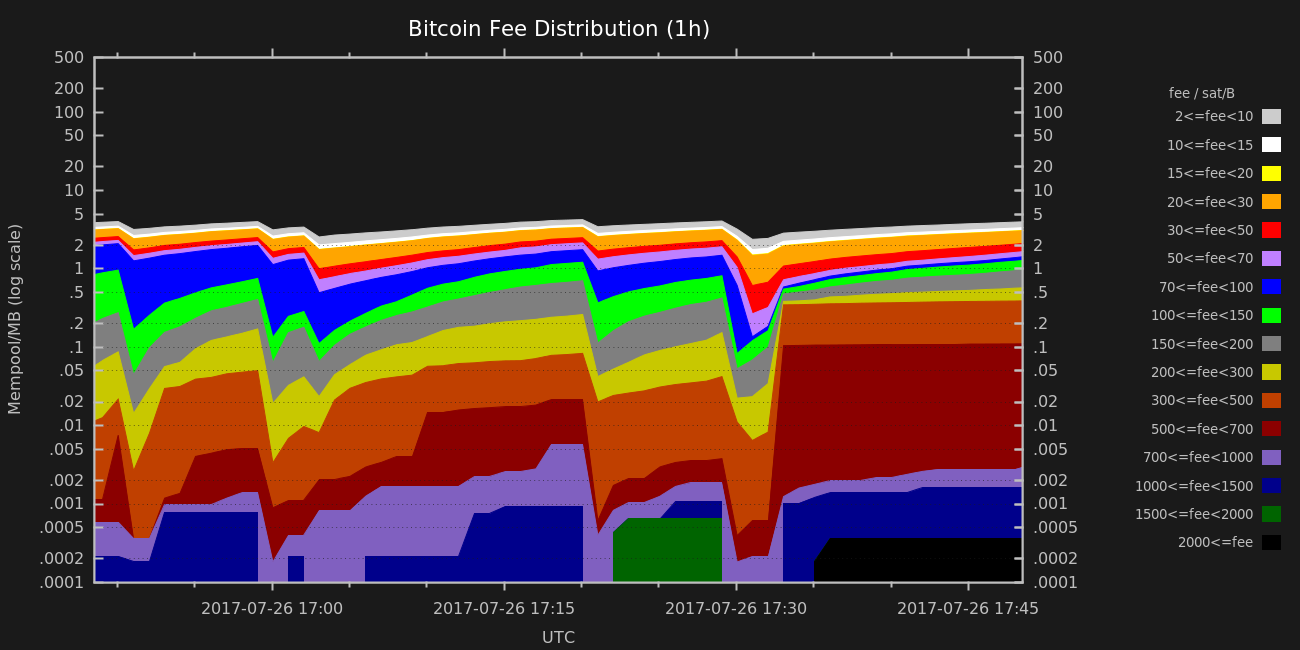 Bitcoin Fee Distribution (1h)
500
200
100
50
20
10
5
2
1
.5
.2
.1
.05
.02
.01
.005
.002
.001
.0005
.0002
.0001
Mempool/MB (log scale)
500
200
100
50
20
10
5
2
1
.5
.2
.1
.05
.02
.01
.005
.002
.001
.0005
.0002
.0001
2017-07-26 17:00
2017-07-26 17:15
2017-07-26 17:30
2017-07-26 17:45
UTC
fee / sat/B
2<=fee<10
10<=fee<15
15<=fee<20
20<=fee<30
30<=fee<50
50<=fee<70
70<=fee<100
100<=fee<150
150<=fee<200
200<=fee<300
300<=fee<500
500<=fee<700
700<=fee<1000
1000<=fee<1500
1500<=fee<2000
2000<=fee